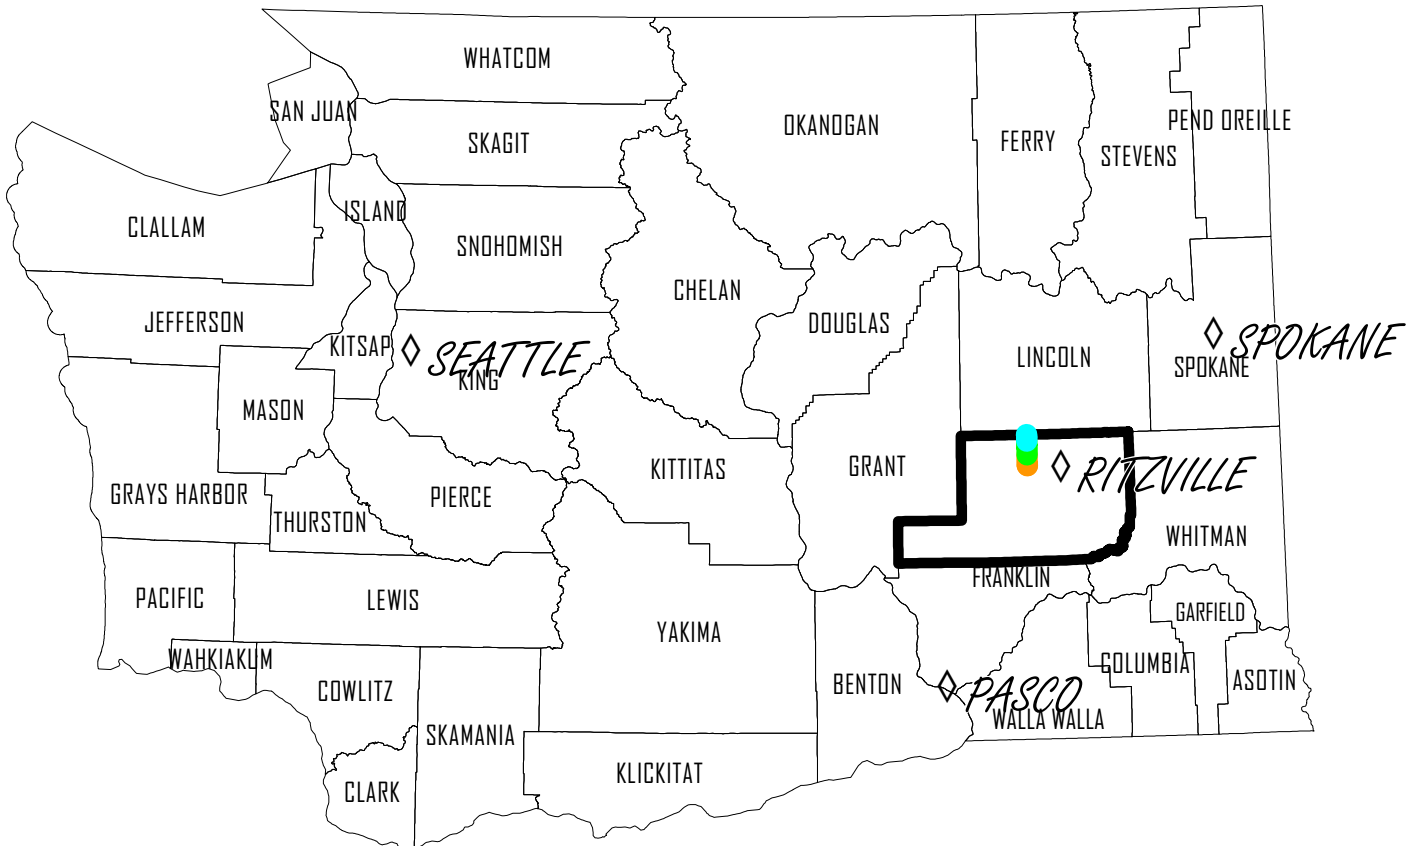 WHATCOM
SAN JUAN
SKAGIT
OKANOGAN
FERRY
STEVENS
PEND OREILLE
CLALLAM
ISLAND
SNOHOMISH
CHELAN
DOUGLAS
JEFFERSON
KITSAP
SEATTLE
KING
LINCOLN
SPOKANE
SPOKANE
MASON
GRAYS HARBOR
THURSTON
PIERCE
KITTITAS
GRANT
RITZVILLE
WHITMAN
FRANKLIN
PACIFIC
LEWIS
YAKIMA
GARFIELD
WAHKIAKUM
COWLITZ
SKAMANIA
BENTON
PASCO
WALLA WALLA
COLUMBIA
ASOTIN
CLARK
KLICKITAT